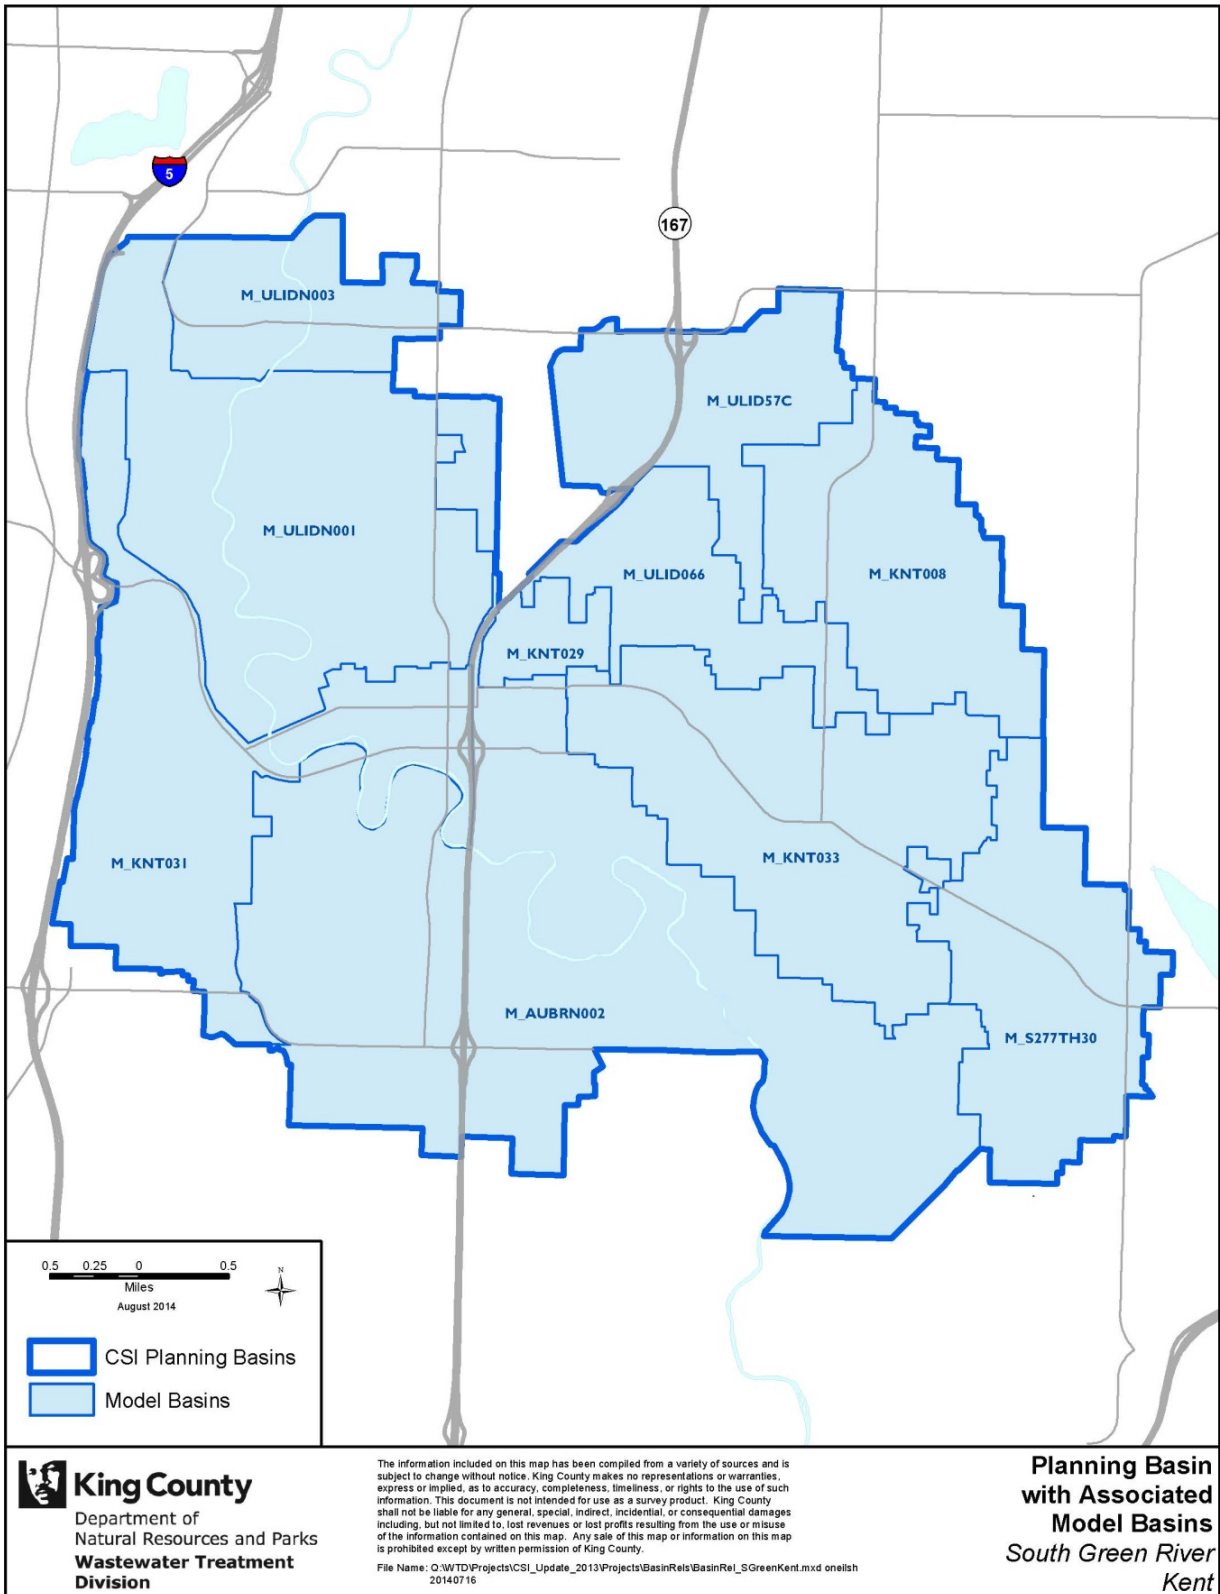 5
167
M_ULIDN003
M_ULID57C
M_ULIDN001
M_ULID066
M_KNT008
M_KNT029
M_KNT031
M_KNT033
M_AUBRN002
M_S277TH30
0.5 0.25 0 0.5
Miles
August 2014
N
CSI Planning Basins
Model Basins
King County
Department of
Natural Resources and Parks
Wastewater Treatment
Division
The information included on this map has been compiled from a variety of sources and is
subject to change without notice. King County makes no representations or warranties,
express or implied, as to accuracy, completeness, timeliness, or rights to the use of such
information. This document is not intended for use as a survey product. King County
shall not be liable for any general, special, indirect, incidental, or consequential damages
including, but not limited to, lost revenues or lost profits resulting from the use or misuse
of the information contained on this map. Any sale of this map or information on this map
is prohibited except by written permission of King County.
File Name: Q:\WTD\Projects\CSI_Update_2013\Projects\BasinRels\BasinRel_SGreenKent.mxd oneilsh
20140716
Planning Basin
with Associated
Model Basins
South Green River
Kent